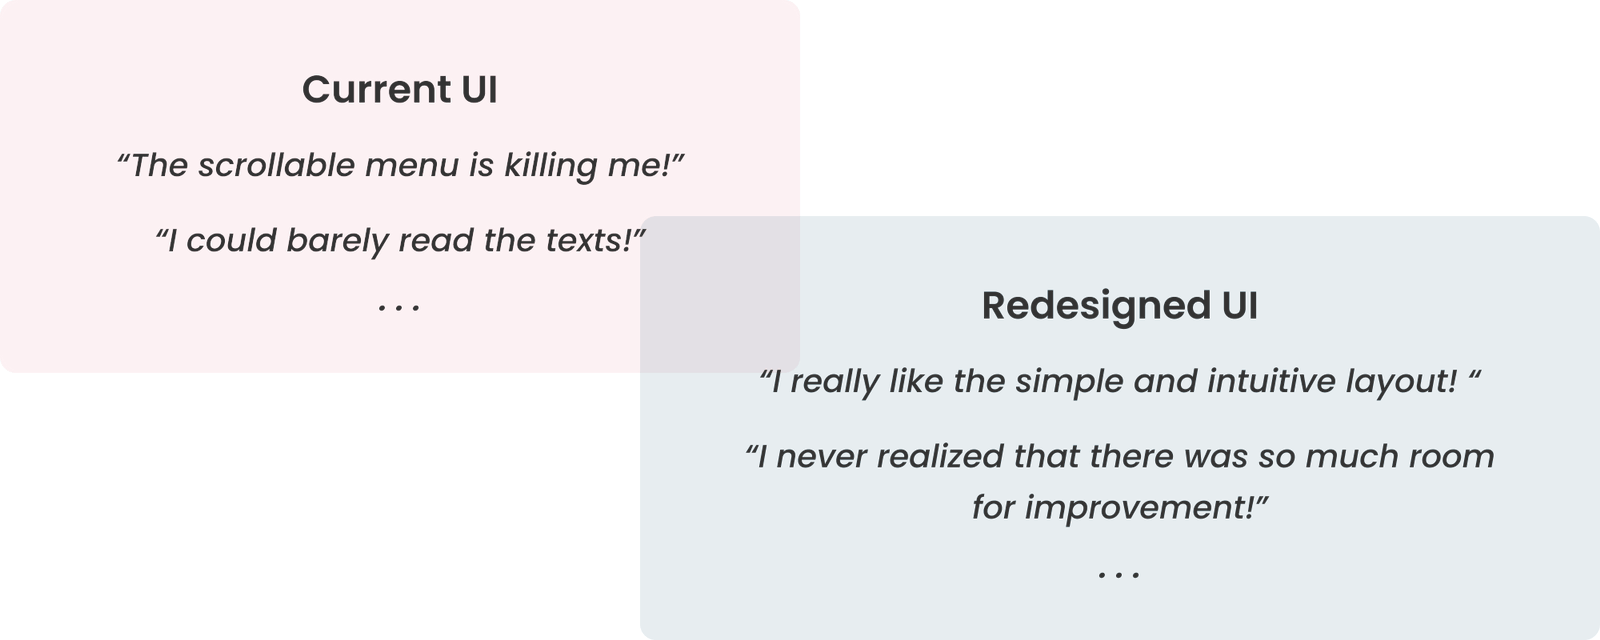 Current UI
“The scrollable menu is killing me!”
“I could barely read the texts!”
...
Redesigned UI
“I really like the simple and intuitive layout! “
“I never realized that there was so much room
for improvement!”
...